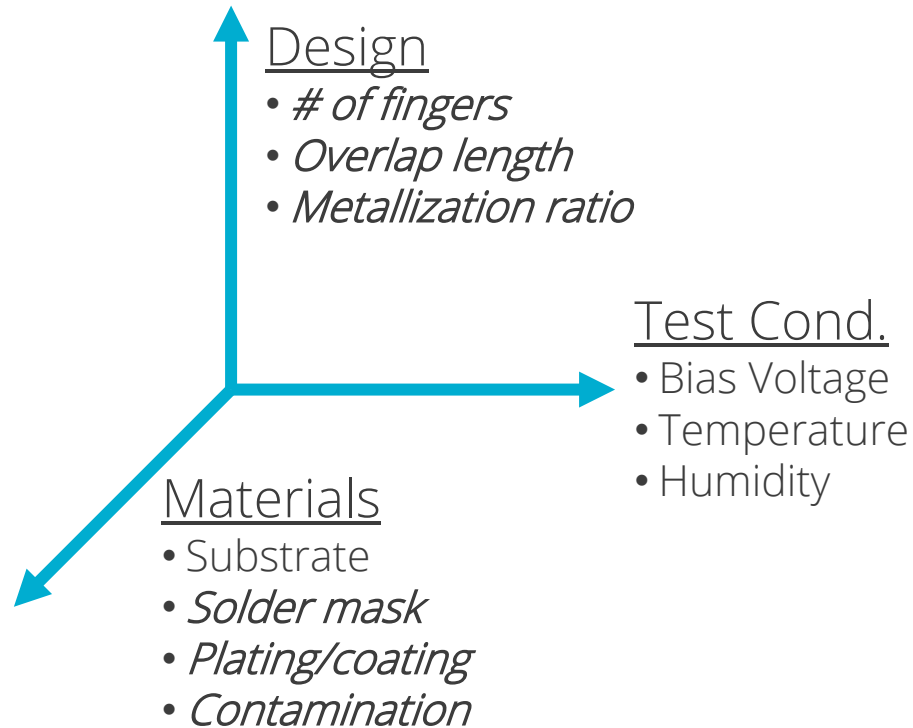 Design
• # of fingers
• Overlap length
• Metallization ratio
Test Cond.
• Bias Voltage
• Temperature
• Humidity
Materials
• Substrate
• Solder mask
• Plating/coating
• Contamination